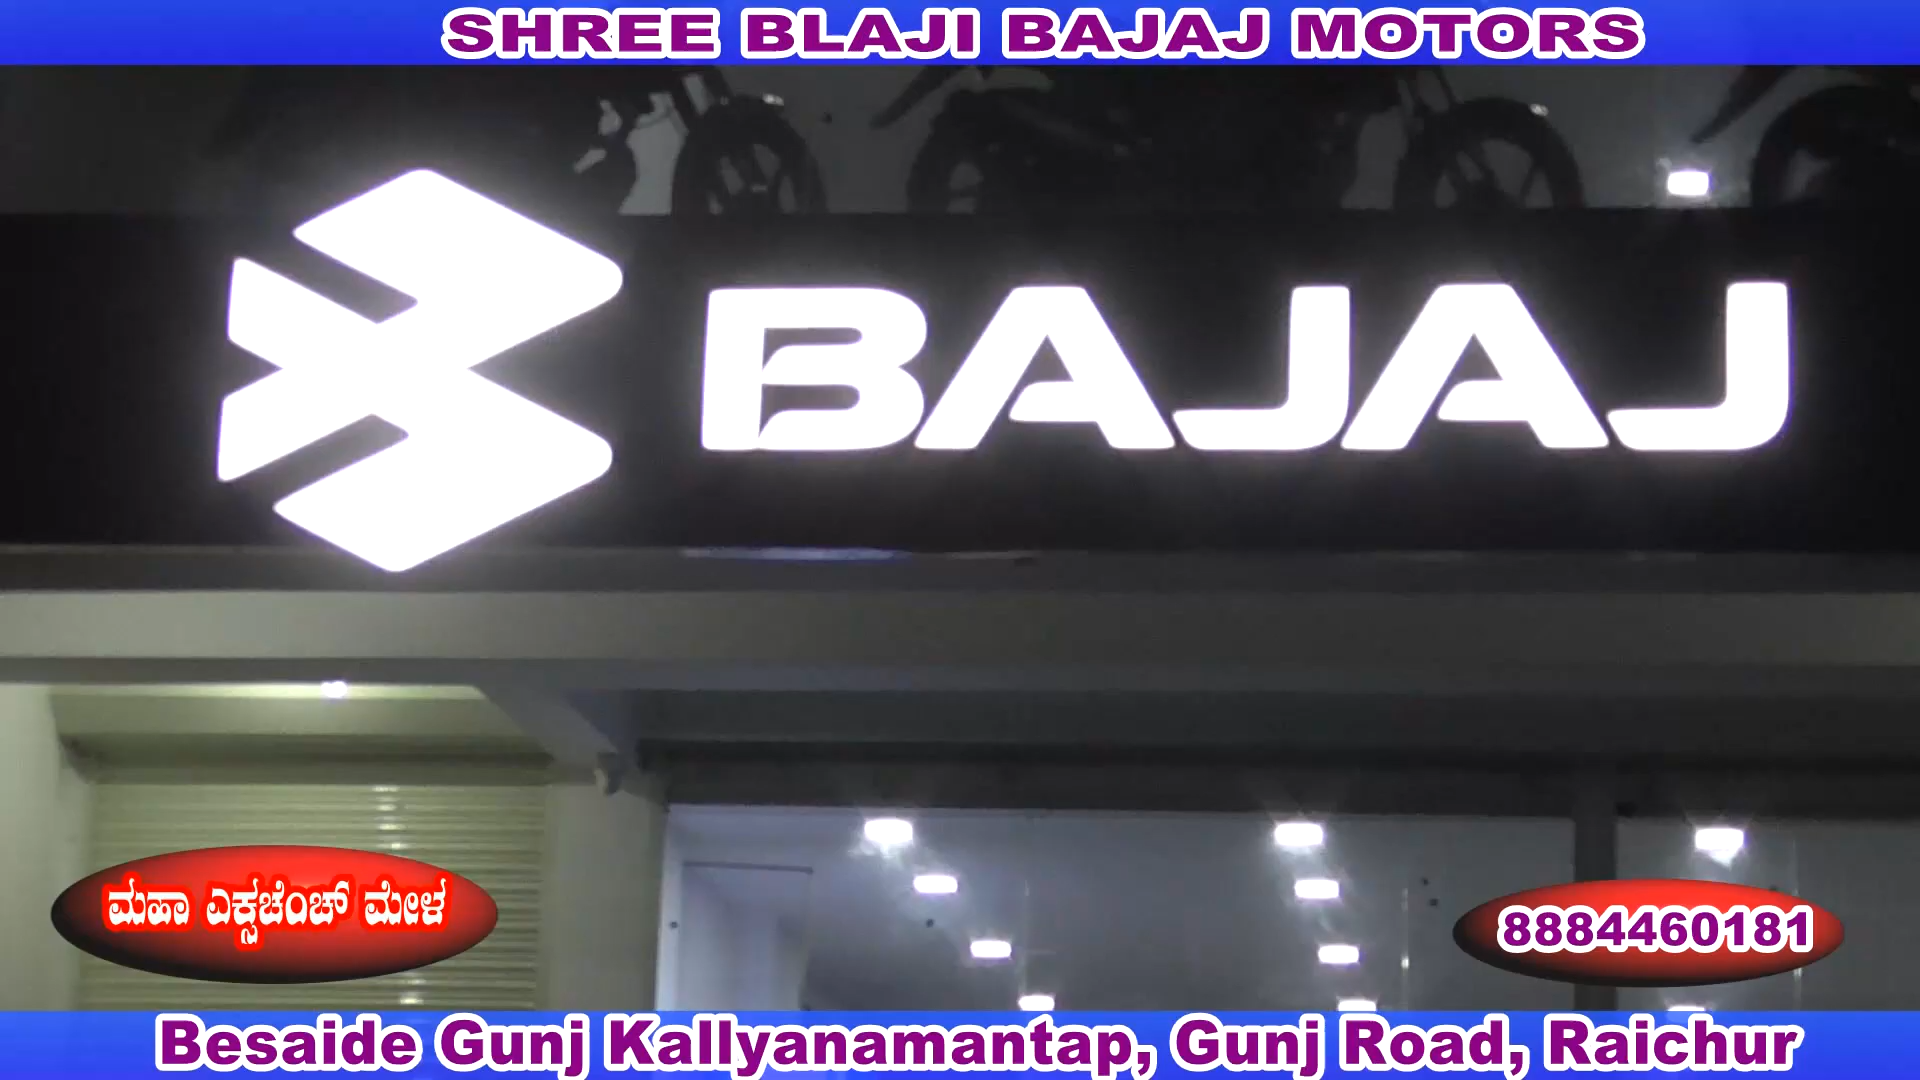 SHREE BLAJI BAJAJ MOTORS
BAJAJ
ಮಹಾ ಎಕ್ಸಚೆಂಚ್ ಮೇಳ
8884460181
Besaide Gunj Kallyanamantap, Gunj Road, Raichur